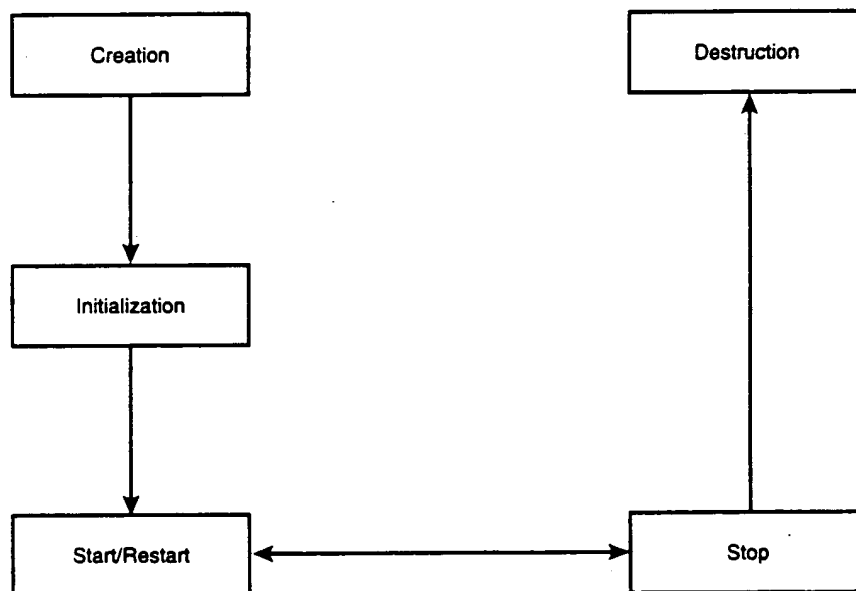 Creation
Destruction
Initialization
Start/Restart
Stop